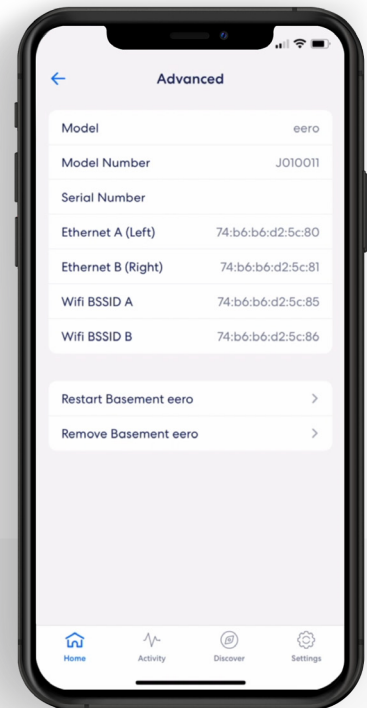 Advanced
Model eero
Model Number J010011
Serial Number
Ethernet A (Left) 74:b6:b6:d2:5c:80
Ethernet B (Right) 74:b6:b6:d2:5c:81
Wifi BSSID A 74:b6:b6:d2:5c:85
Wifi BSSID B 74:b6:b6:d2:5c:86
Restart Basement eero
Remove Basement eero
Home Activity Discover Settings